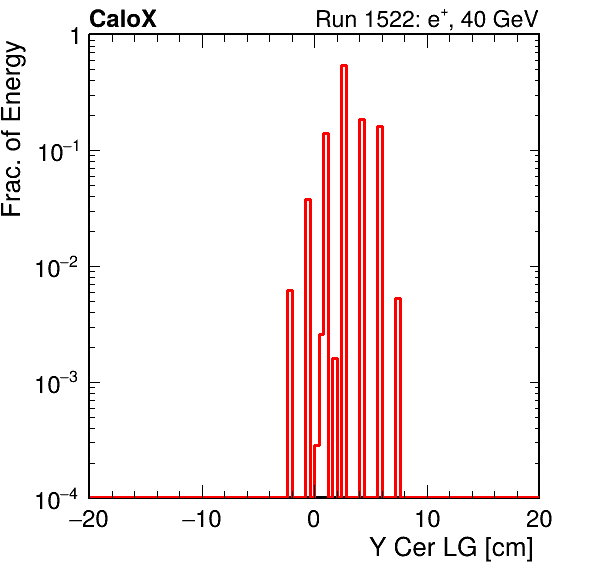 CaloX Run 1522: e⁺, 40 GeV
Frac. of Energy
1
10⁻¹
10⁻²
10⁻³
10⁻⁴
−20 −10 0 10 20
Y Cer LG [cm]